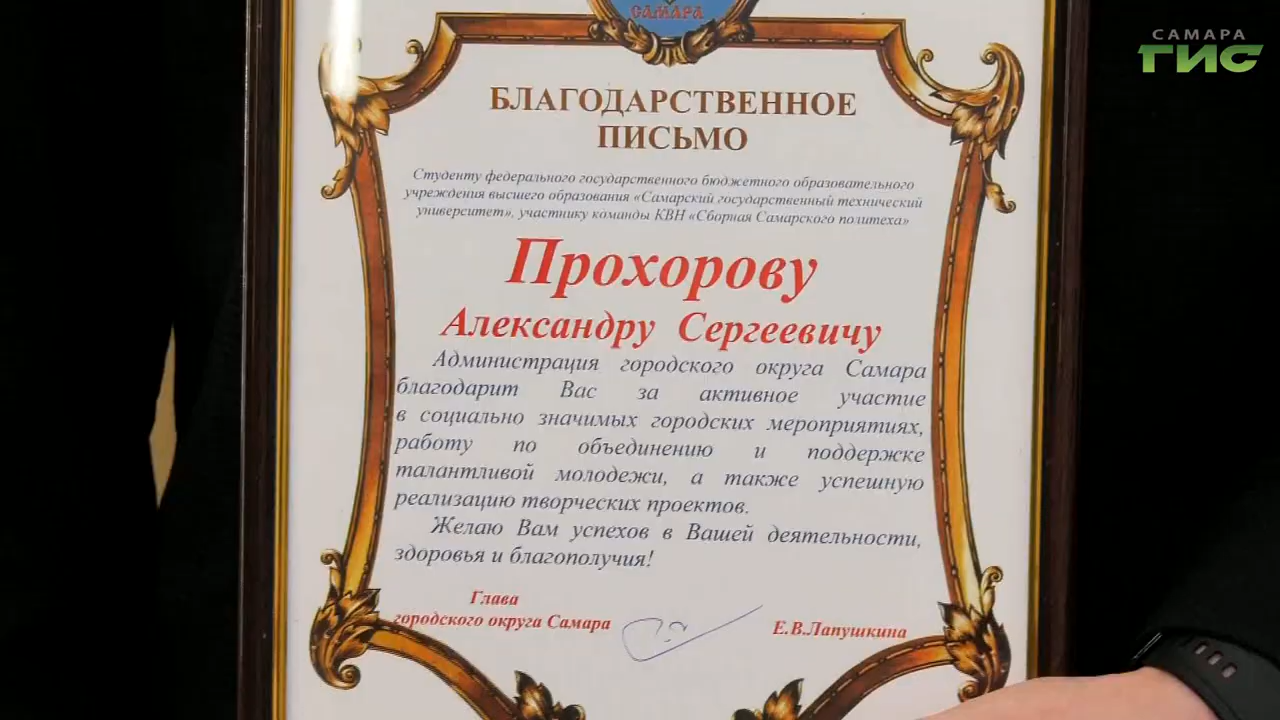 САМАРА
САМАРА
ГИС
БЛАГОДАРСТВЕННОЕ
ПИСЬМО
Студенту федерального государственного бюджетного образовательного
учреждения высшего образования «Самарский государственный технический
университет», участнику команды КВН «Сборная Самарского политеха»
Прохорову
Александру Сергеевичу
Администрация городского округа Самара
благодарит Вас за активное участие
в социально значимых городских мероприятиях,
работу по объединению и поддержке
талантливой молодежи, а также успешную
реализацию творческих проектов.
Желаю Вам успехов в Вашей деятельности,
здоровья и благополучия!
Глава
городского округа Самара
Е.В.Лапушкина